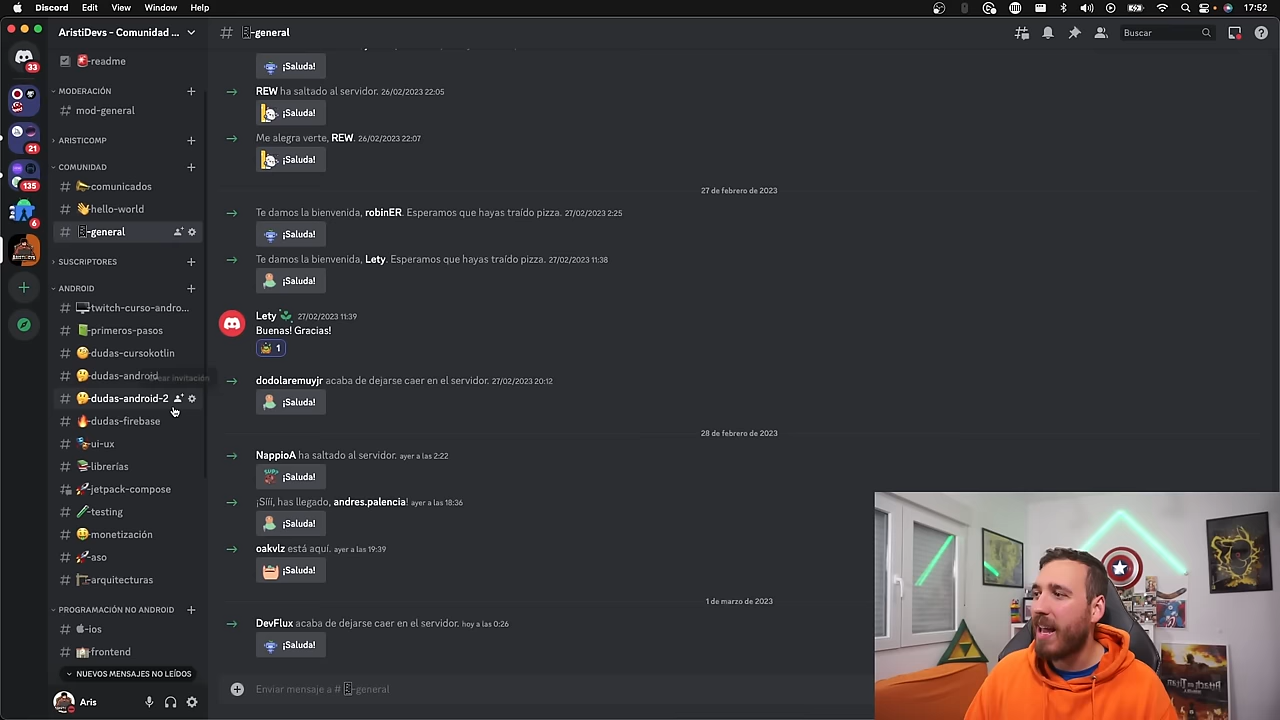 Discord Edit View Window Help 17:52
AristiDevs – Comunidad ...
-readme
MODERACIÓN
mod-general
ARISTICOMP
COMUNIDAD
-comunicados
-hello-world
-general
SUSCRIPTORES
ANDROID
-twitch-curso-andro...
-primeros-pasos
-dudas-cursokotlin
-dudas-android
-dudas-android-2
-dudas-firebase
-ui-ux
-librerías
-jetpack-compose
-testing
-monetización
-aso
-arquitecturas
PROGRAMACIÓN NO ANDROID
-ios
-frontend
NUEVOS MENSAJES NO LEÍDOS
Aris
33
21
135
6
-general
Buscar
¡Saluda!
REW ha saltado al servidor. 26/02/2023 22:05
¡Saluda!
Me alegra verte, REW. 26/02/2023 22:07
¡Saluda!
27 de febrero de 2023
Te damos la bienvenida, robinER. Esperamos que hayas traído pizza. 27/02/2023 2:25
¡Saluda!
Te damos la bienvenida, Lety. Esperamos que hayas traído pizza. 27/02/2023 11:38
¡Saluda!
Lety 27/02/2023 11:39
Buenas! Gracias!
1
dodolaremuyjr acaba de dejarse caer en el servidor. 27/02/2023 20:12
¡Saluda!
28 de febrero de 2023
NappioA ha saltado al servidor. ayer a las 2:22
¡Saluda!
¡Sííí, has llegado, andres.palencia! ayer a las 18:36
¡Saluda!
oakvlz está aquí. ayer a las 19:39
¡Saluda!
1 de marzo de 2023
DevFlux acaba de dejarse caer en el servidor. hoy a las 0:26
¡Saluda!
Enviar mensaje a # -general
Attack on Titan